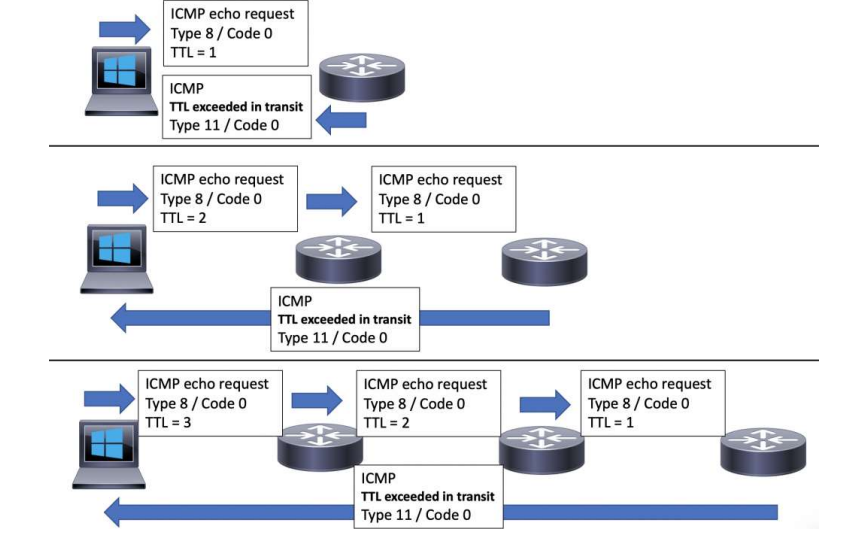 ICMP echo request
Type 8 / Code 0
TTL = 1
ICMP
TTL exceeded in transit
Type 11 / Code 0
ICMP echo request
Type 8 / Code 0
TTL = 2
ICMP echo request
Type 8 / Code 0
TTL = 1
ICMP
TTL exceeded in transit
Type 11 / Code 0
ICMP echo request
Type 8 / Code 0
TTL = 3
ICMP echo request
Type 8 / Code 0
TTL = 2
ICMP echo request
Type 8 / Code 0
TTL = 1
ICMP
TTL exceeded in transit
Type 11 / Code 0